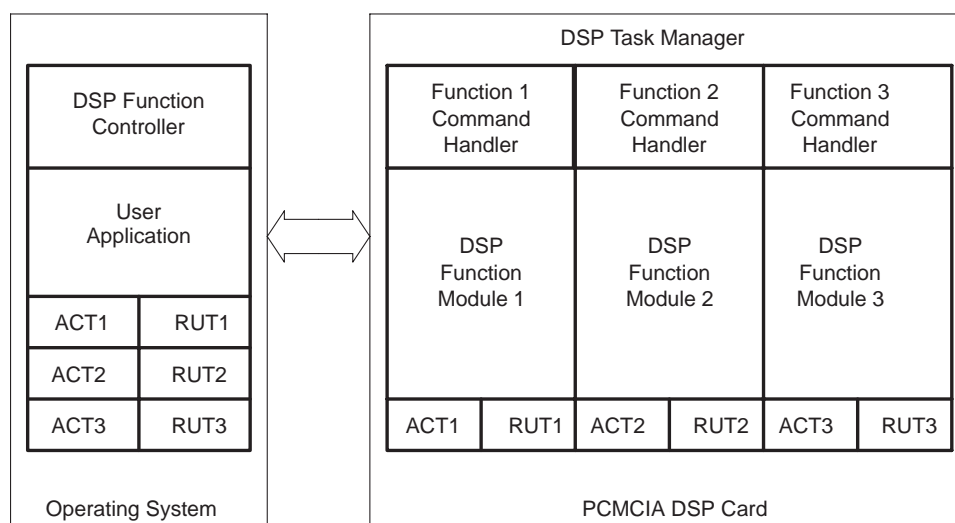 DSP Function
Controller
User
Application
ACT1 RUT1
ACT2 RUT2
ACT3 RUT3
Operating System
DSP Task Manager
Function 1
Command
Handler
Function 2
Command
Handler
Function 3
Command
Handler
DSP
Function
Module 1
DSP
Function
Module 2
DSP
Function
Module 3
ACT1 RUT1 ACT2 RUT2 ACT3 RUT3
PCMCIA DSP Card